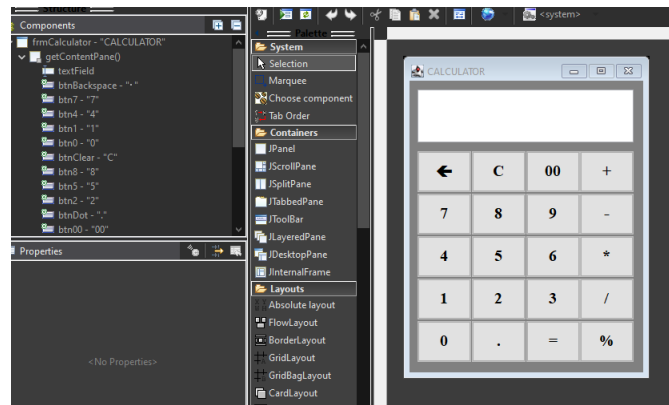 Structure
Components
frmCalculator - "CALCULATOR"
getContentPane()
textField
btnBackspace - "
btn7 - "7"
btn4 - "4"
btn1 - "1"
btn0 - "0"
btnClear - "C"
btn8 - "8"
btn5 - "5"
btn2 - "2"
btnDot - "."
btn00 - "00"
Properties
<No Properties>
Palette
System
Selection
Marquee
Choose component
Tab Order
Containers
JPanel
JScrollPane
JSplitPane
JTabbedPane
JToolBar
JLayeredPane
JDesktopPane
JInternalFrame
Layouts
Absolute layout
FlowLayout
BorderLayout
GridLayout
GridBagLayout
CardLayout
<system>
CALCULATOR
← C 00 +
7 8 9 -
4 5 6 *
1 2 3 /
0 . = %